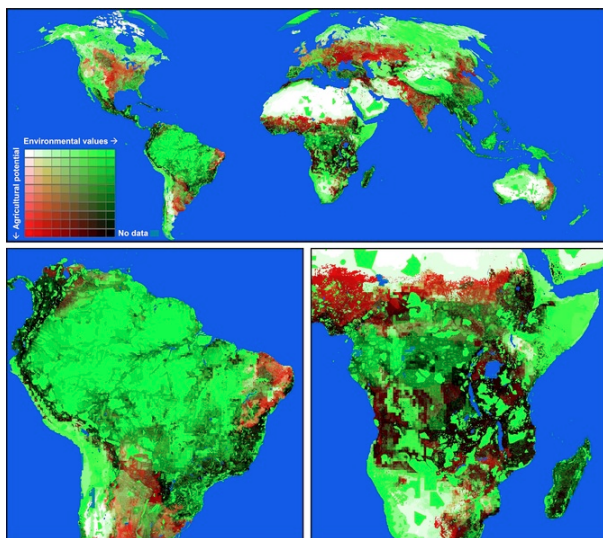 Environmental values →
← Agricultural potential
No data